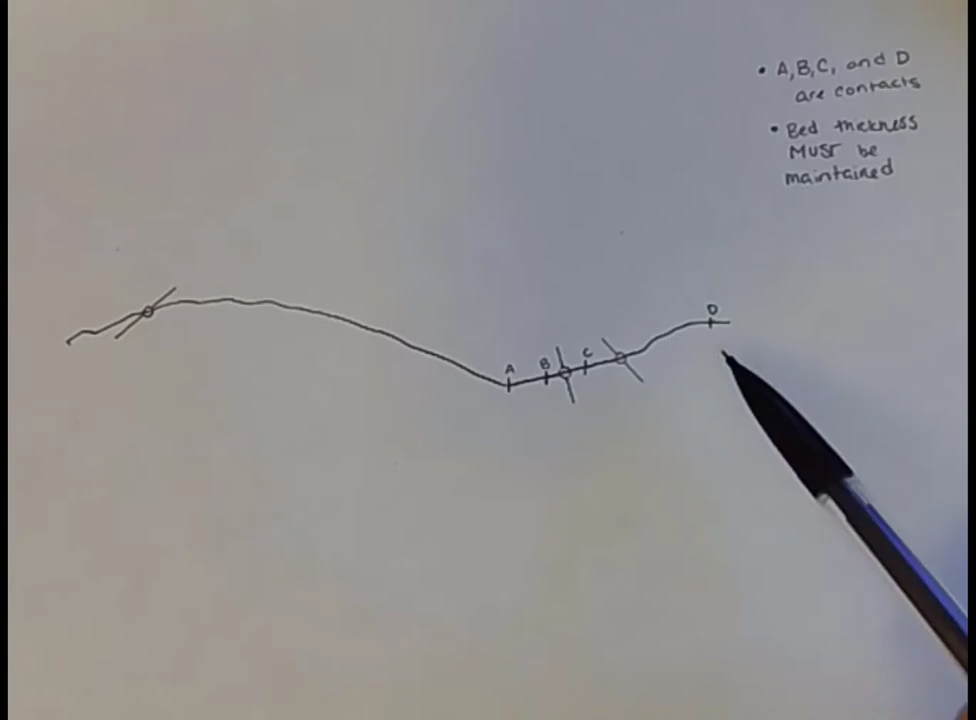 • A,B,C, and D
are contacts
• Bed thickness
MUST be
maintained
D
A
B
C